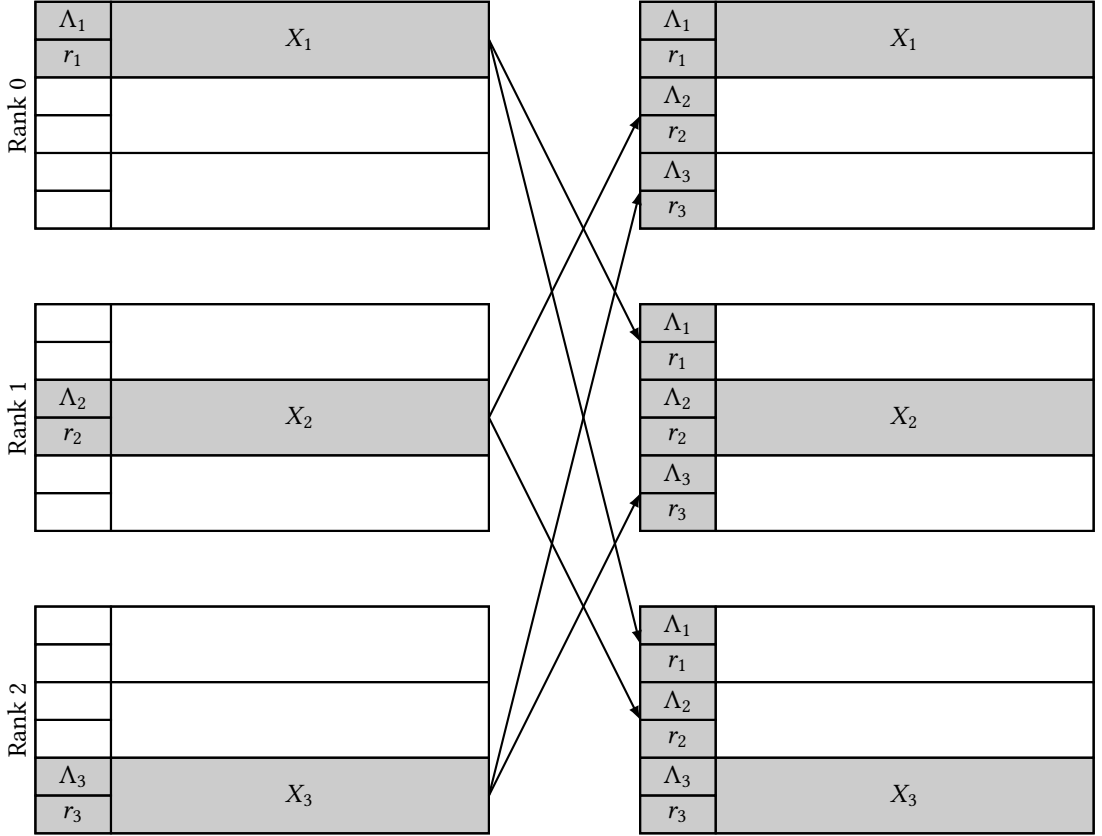 Rank 0
Λ₁ X₁ Λ₁ X₁
r₁ r₁
Λ₂
r₂
Λ₃
r₃
Rank 1
Λ₁
r₁
Λ₂ X₂ Λ₂ X₂
r₂ r₂
Λ₃
r₃
Rank 2
Λ₁
r₁
Λ₂
r₂
Λ₃ X₃ Λ₃ X₃
r₃ r₃